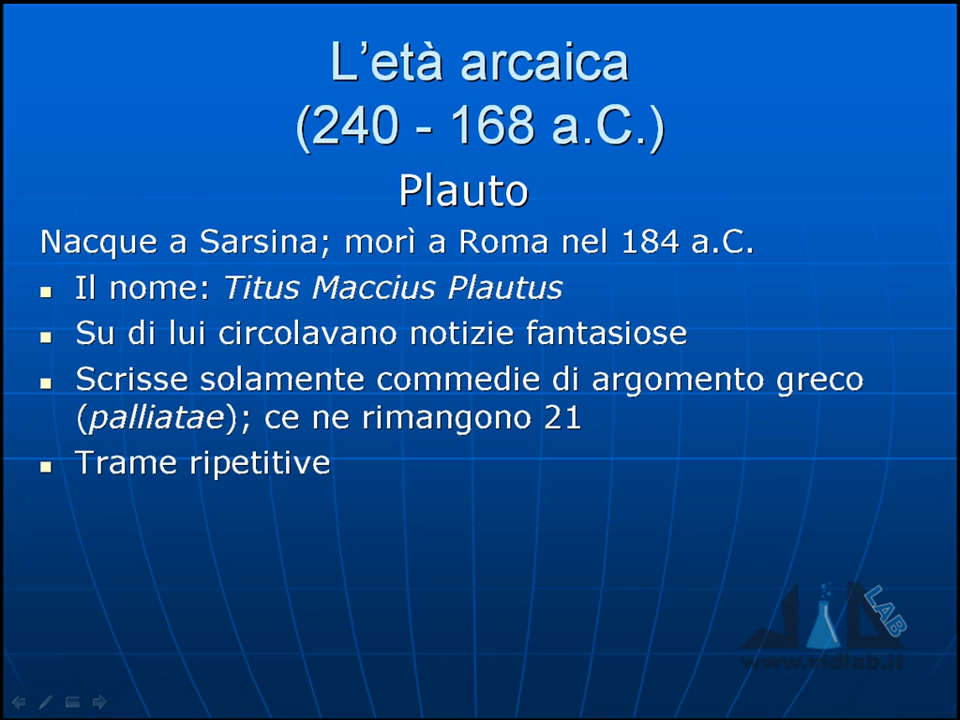 L’età arcaica
(240 - 168 a.C.)
Plauto
Nacque a Sarsina; morì a Roma nel 184 a.C.
Il nome: Titus Maccius Plautus
Su di lui circolavano notizie fantasiose
Scrisse solamente commedie di argomento greco
(palliatae); ce ne rimangono 21
Trame ripetitive
LAB
www.vidlab.it